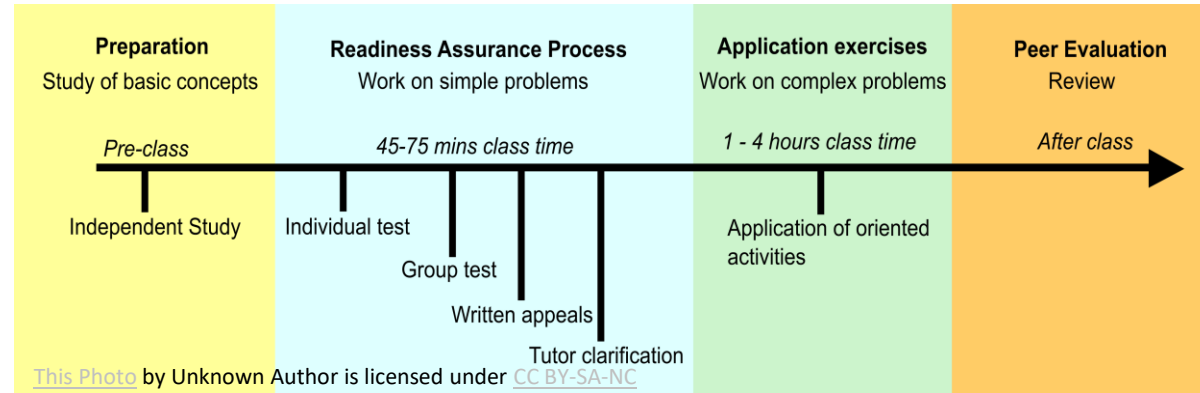 Preparation
Study of basic concepts
Readiness Assurance Process
Work on simple problems
Application exercises
Work on complex problems
Peer Evaluation
Review
Pre-class
45-75 mins class time
1 - 4 hours class time
After class
Independent Study
Individual test
Group test
Written appeals
Tutor clarification
Application of oriented
activities
This Photo by Unknown Author is licensed under CC BY-SA-NC